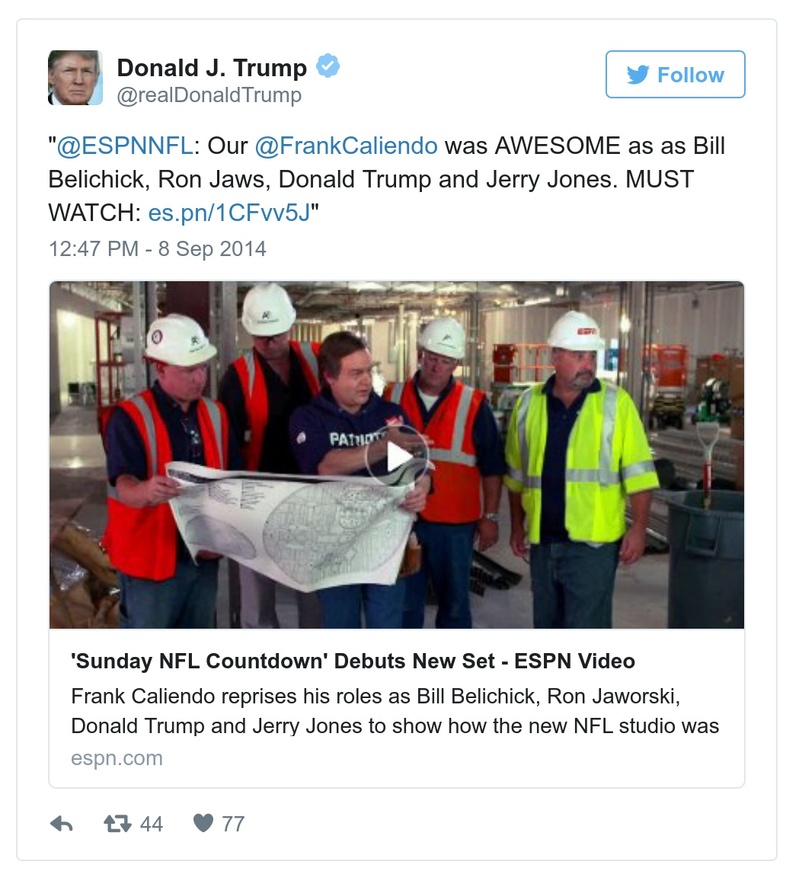 Donald J. Trump
@realDonaldTrump
Follow
"@ESPNNFL: Our @FrankCaliendo was AWESOME as as Bill
Belichick, Ron Jaws, Donald Trump and Jerry Jones. MUST
WATCH: es.pn/1CFvv5J"
12:47 PM - 8 Sep 2014
PATRIOT
'Sunday NFL Countdown' Debuts New Set - ESPN Video
Frank Caliendo reprises his roles as Bill Belichick, Ron Jaworski,
Donald Trump and Jerry Jones to show how the new NFL studio was
espn.com
44
77